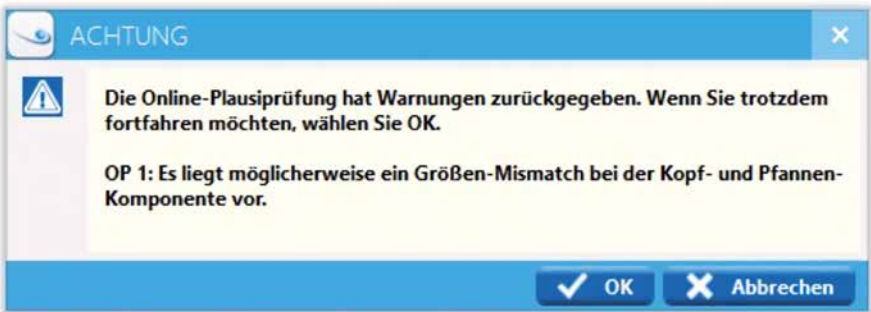 ACHTUNG
Die Online-Plausiprüfung hat Warnungen zurückgegeben. Wenn Sie trotzdem
fortfahren möchten, wählen Sie OK.
OP 1: Es liegt möglicherweise ein Größen-Mismatch bei der Kopf- und Pfannen-
Komponente vor.
OK
Abbrechen